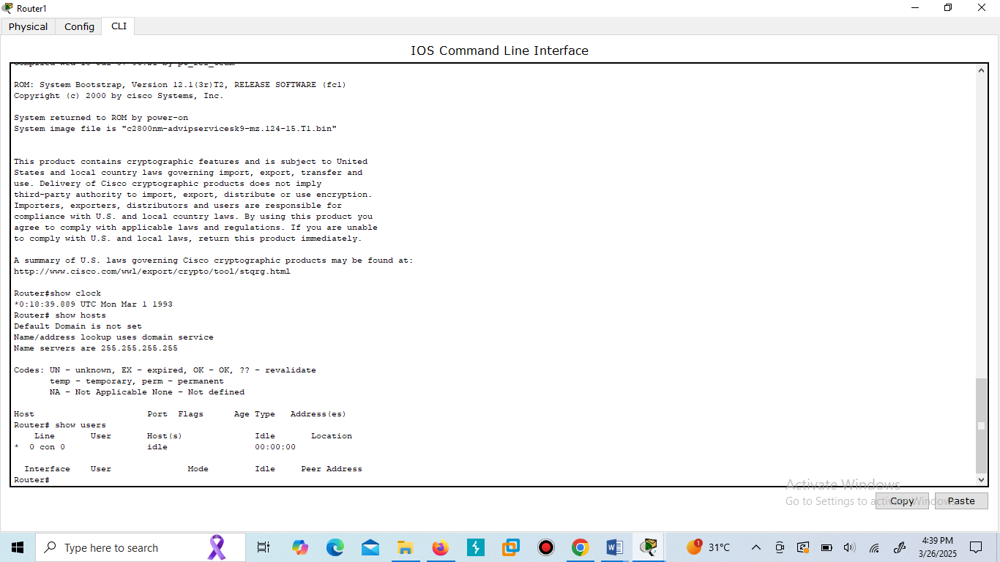 Router1
Physical Config CLI
IOS Command Line Interface
ROM: System Bootstrap, Version 12.1(3r)T2, RELEASE SOFTWARE (fc1)
Copyright (c) 2000 by cisco Systems, Inc.
System returned to ROM by power-on
System image file is "c2800nm-advipservicesk9-mz.124-15.T1.bin"
This product contains cryptographic features and is subject to United
States and local country laws governing import, export, transfer and
use. Delivery of Cisco cryptographic products does not imply
third-party authority to import, export, distribute or use encryption.
Importers, exporters, distributors and users are responsible for
compliance with U.S. and local country laws. By using this product you
agree to comply with applicable laws and regulations. If you are unable
to comply with U.S. and local laws, return this product immediately.
A summary of U.S. laws governing Cisco cryptographic products may be found at:
http://www.cisco.com/wwl/export/crypto/tool/stqrg.html
Router#show clock
*0:18:39.889 UTC Mon Mar 1 1993
Router# show hosts
Default Domain is not set
Name/address lookup uses domain service
Name servers are 255.255.255.255
Codes: UN - unknown, EX - expired, OK - OK, ?? - revalidate
temp - temporary, perm - permanent
NA - Not Applicable None - Not defined
Host Port Flags Age Type Address(es)
Router# show users
Line User Host(s) Idle Location
* 0 con 0 idle 00:00:00
Interface User Mode Idle Peer Address
Router#
Activate Windows
Go to Settings to activate Windows.
Copy Paste
Type here to search
1
31°C
4:39 PM
3/26/2025